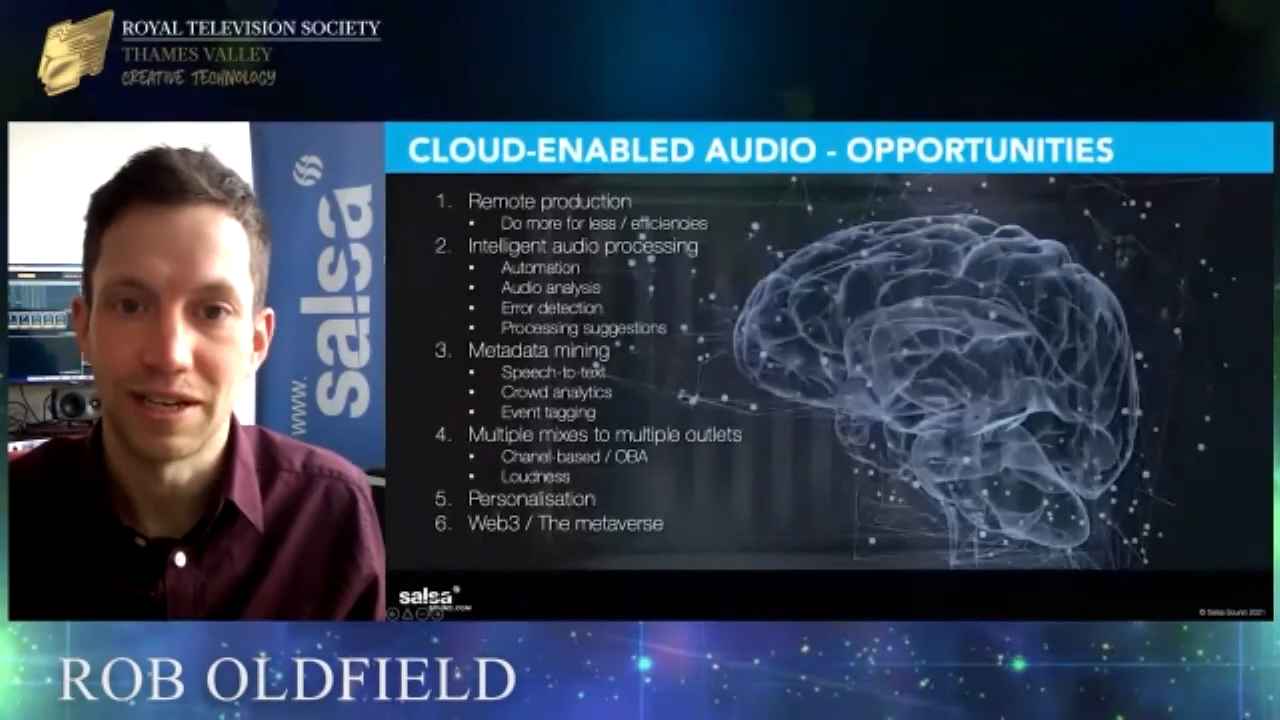 ROYAL TELEVISION SOCIETY
THAMES VALLEY
CREATIVE TECHNOLOGY
www.
salsa
CLOUD-ENABLED AUDIO - OPPORTUNITIES
1. Remote production
• Do more for less / efficiencies
2. Intelligent audio processing
• Automation
• Audio analysis
• Error detection
• Processing suggestions
3. Metadata mining
• Speech-to-text
• Crowd analytics
• Event tagging
4. Multiple mixes to multiple outlets
• Chanel-based / OBA
• Loudness
5. Personalisation
6. Web3 / The metaverse
salsa
SOUND.COM
© Salsa Sound 2021
ROB OLDFIELD